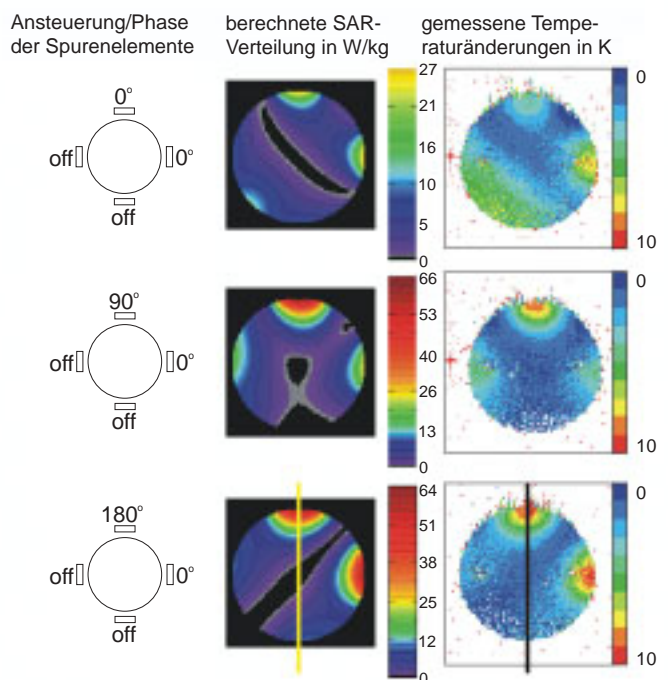 Ansteuerung/Phase
der Spurenelemente
berechnete SAR-
Verteilung in W/kg
gemessene Tempe-
raturänderungen in K
0°
off
0°
off
27
21
16
10
5
0
0
10
90°
off
0°
off
66
53
40
26
13
0
0
10
180°
off
0°
off
64
51
38
25
12
0
0
10